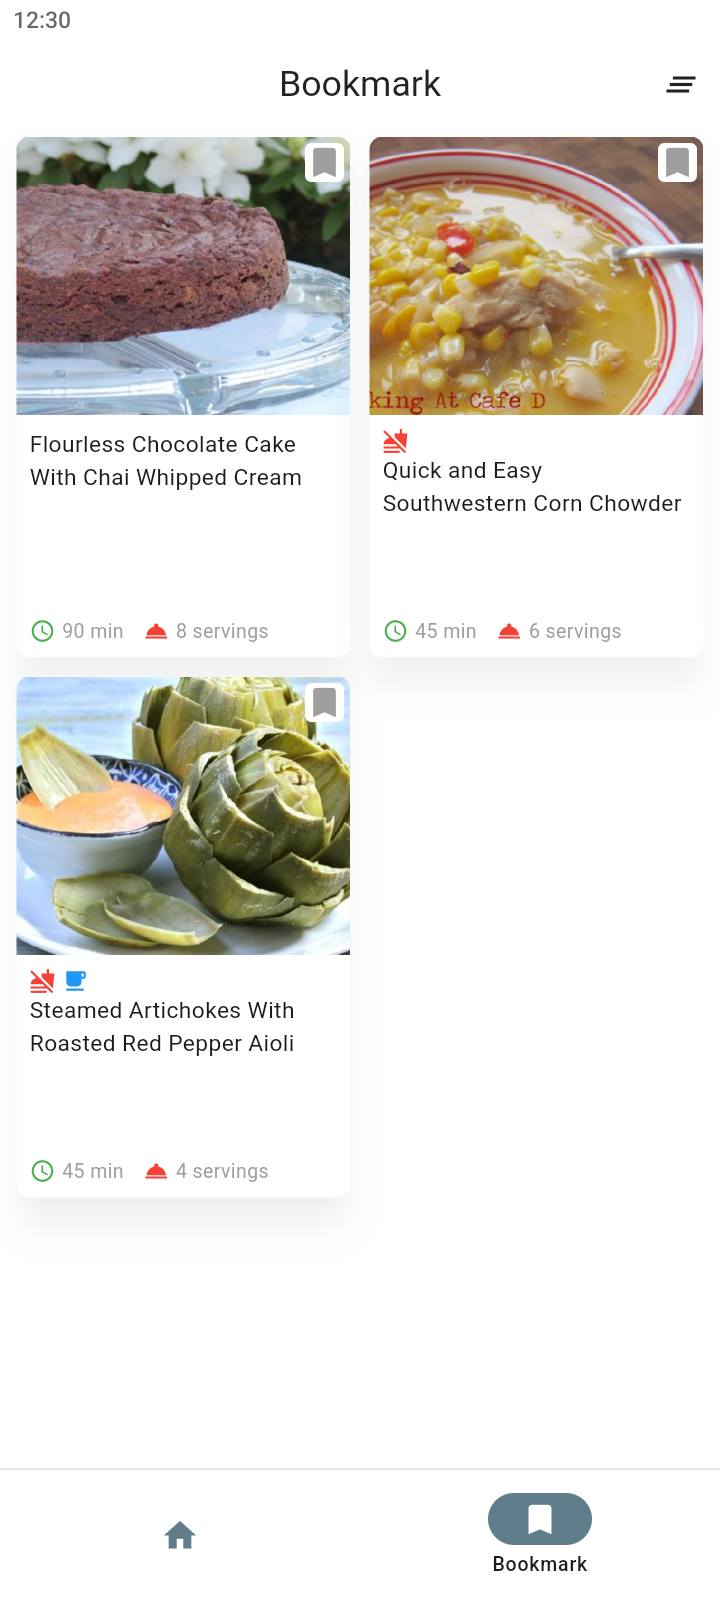 12:30
Bookmark
king At Cafe D
Flourless Chocolate Cake
With Chai Whipped Cream
90 min 8 servings
Quick and Easy
Southwestern Corn Chowder
45 min 6 servings
Steamed Artichokes With
Roasted Red Pepper Aioli
45 min 4 servings
Bookmark